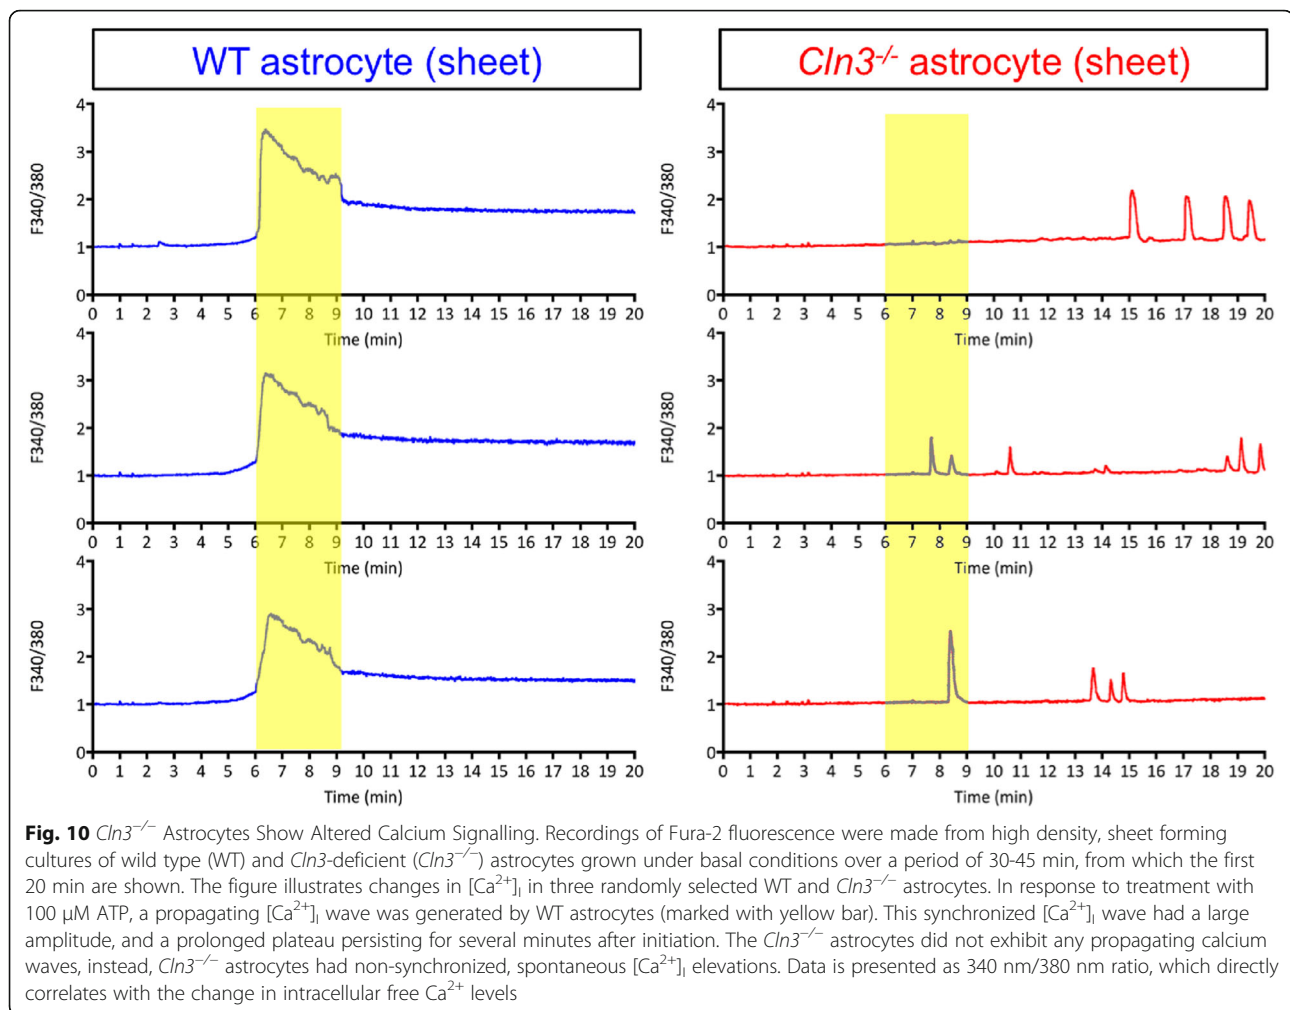 WT astrocyte (sheet)
Cln3-/- astrocyte (sheet)
4
3
2
1
0
F340/380
0 1 2 3 4 5 6 7 8 9 10 11 12 13 14 15 16 17 18 19 20
Time (min)
4
3
2
1
0
F340/380
0 1 2 3 4 5 6 7 8 9 10 11 12 13 14 15 16 17 18 19 20
Time (min)
4
3
2
1
0
F340/380
0 1 2 3 4 5 6 7 8 9 10 11 12 13 14 15 16 17 18 19 20
Time (min)
4
3
2
1
0
F340/380
0 1 2 3 4 5 6 7 8 9 10 11 12 13 14 15 16 17 18 19 20
Time (min)
4
3
2
1
0
F340/380
0 1 2 3 4 5 6 7 8 9 10 11 12 13 14 15 16 17 18 19 20
Time (min)
4
3
2
1
0
F340/380
0 1 2 3 4 5 6 7 8 9 10 11 12 13 14 15 16 17 18 19 20
Time (min)
Fig. 10 Cln3−/− Astrocytes Show Altered Calcium Signalling. Recordings of Fura-2 fluorescence were made from high density, sheet forming
cultures of wild type (WT) and Cln3-deficient (Cln3−/−) astrocytes grown under basal conditions over a period of 30-45 min, from which the first
20 min are shown. The figure illustrates changes in [Ca2+]I in three randomly selected WT and Cln3−/− astrocytes. In response to treatment with
100 μM ATP, a propagating [Ca2+]I wave was generated by WT astrocytes (marked with yellow bar). This synchronized [Ca2+]I wave had a large
amplitude, and a prolonged plateau persisting for several minutes after initiation. The Cln3−/− astrocytes did not exhibit any propagating calcium
waves, instead, Cln3−/− astrocytes had non-synchronized, spontaneous [Ca2+]I elevations. Data is presented as 340 nm/380 nm ratio, which directly
correlates with the change in intracellular free Ca2+ levels